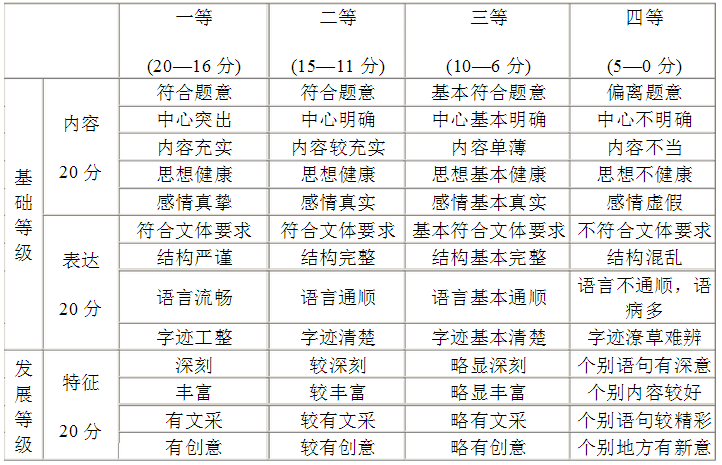 一等 二等 三等 四等
(20—16 分) (15—11 分) (10—6 分) (5—0 分)
基础等级
内容
20 分
符合题意 符合题意 基本符合题意 偏离题意
中心突出 中心明确 中心基本明确 中心不明确
内容充实 内容较充实 内容单薄 内容不当
思想健康 思想健康 思想基本健康 思想不健康
感情真挚 感情真实 感情基本真实 感情虚假
表达
20 分
符合文体要求 符合文体要求 基本符合文体要求 不符合文体要求
结构严谨 结构完整 结构基本完整 结构混乱
语言流畅 语言通顺 语言基本通顺 语言不通顺，语病多
字迹工整 字迹清楚 字迹基本清楚 字迹潦草难辨
发展等级
特征
20 分
深刻 较深刻 略显深刻 个别语句有深意
丰富 较丰富 略显丰富 个别内容较好
有文采 较有文采 略有文采 个别语句较精彩
有创意 较有创意 略有创意 个别地方有新意